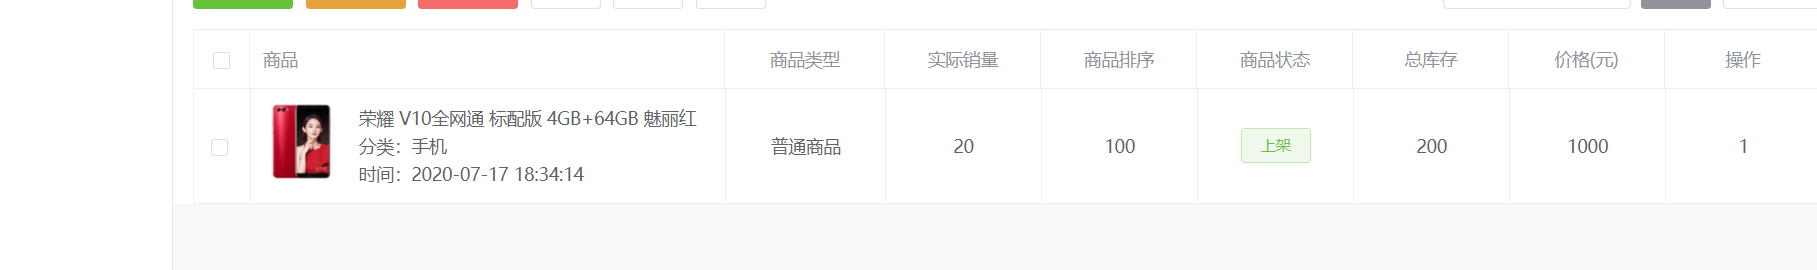 商品 商品类型 实际销量 商品排序 商品状态 总库存 价格(元) 操作
荣耀 V10全网通 标配版 4GB+64GB 魅丽红
分类：手机
时间：2020-07-17 18:34:14
普通商品 20 100 上架 200 1000 1